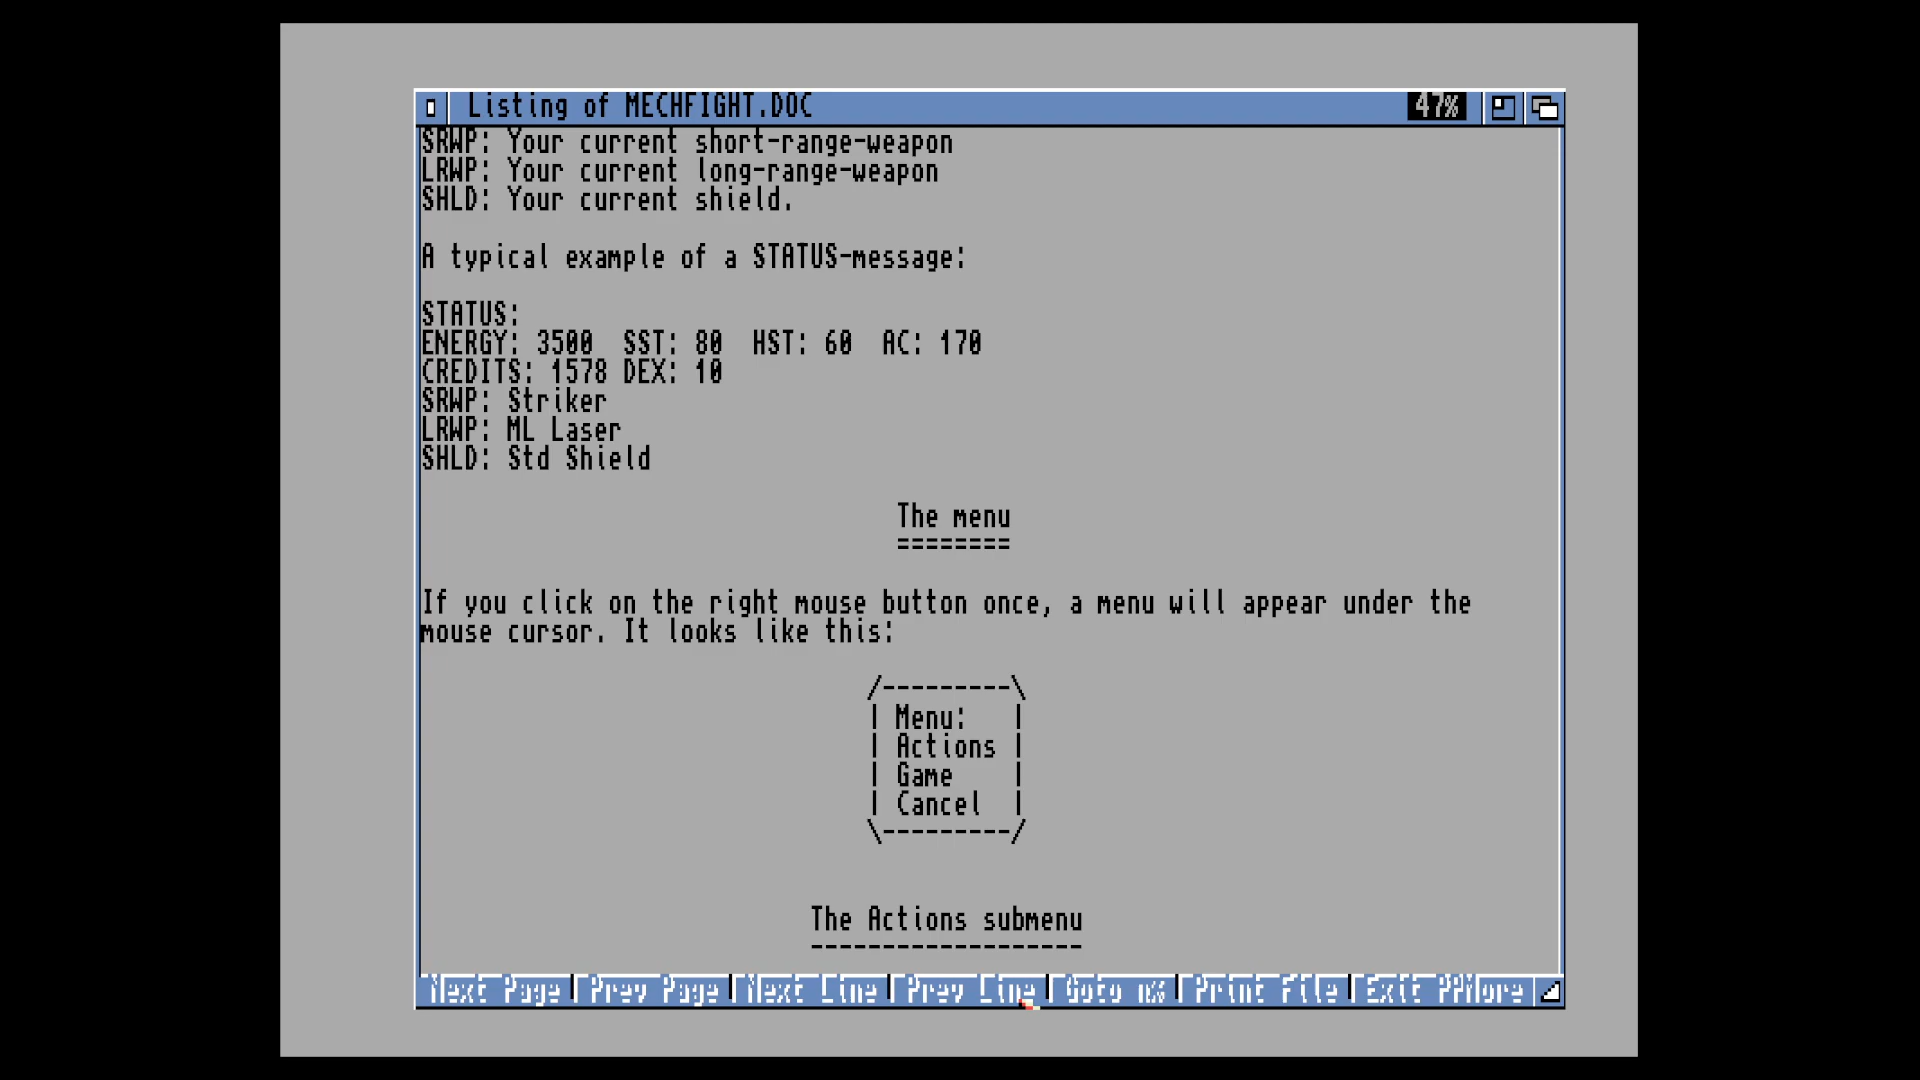 Listing of MECHFIGHT.DOC 47%
SRWP: Your current short-range-weapon
LRWP: Your current long-range-weapon
SHLD: Your current shield.
A typical example of a STATUS-message:
STATUS:
ENERGY: 3500  SST: 80  HST: 60  AC: 170
CREDITS: 1578 DEX: 10
SRWP: Striker
LRWP: ML Laser
SHLD: Std Shield
The menu
========
If you click on the right mouse button once, a menu will appear under the
mouse cursor. It looks like this:
/---------\
| Menu:   |
| Actions |
| Game    |
| Cancel  |
\---------/
The Actions submenu
-------------------
Next Page Prev Page Next Line Prev Line Goto n% Print File Exit PPMore